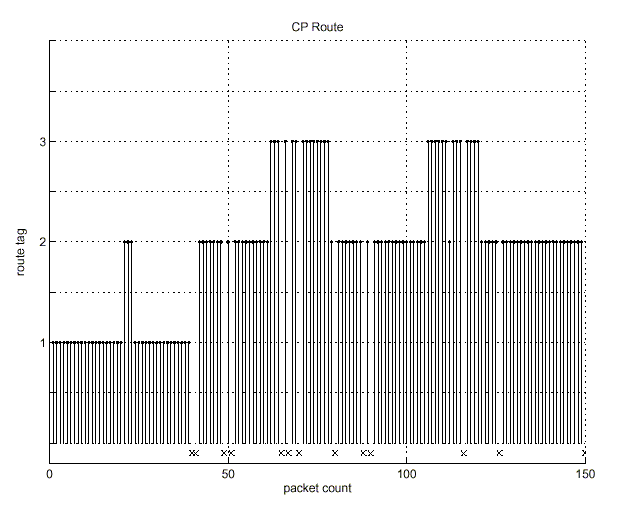 CP Route
3
2
1
route tag
0 50 100 150
packet count